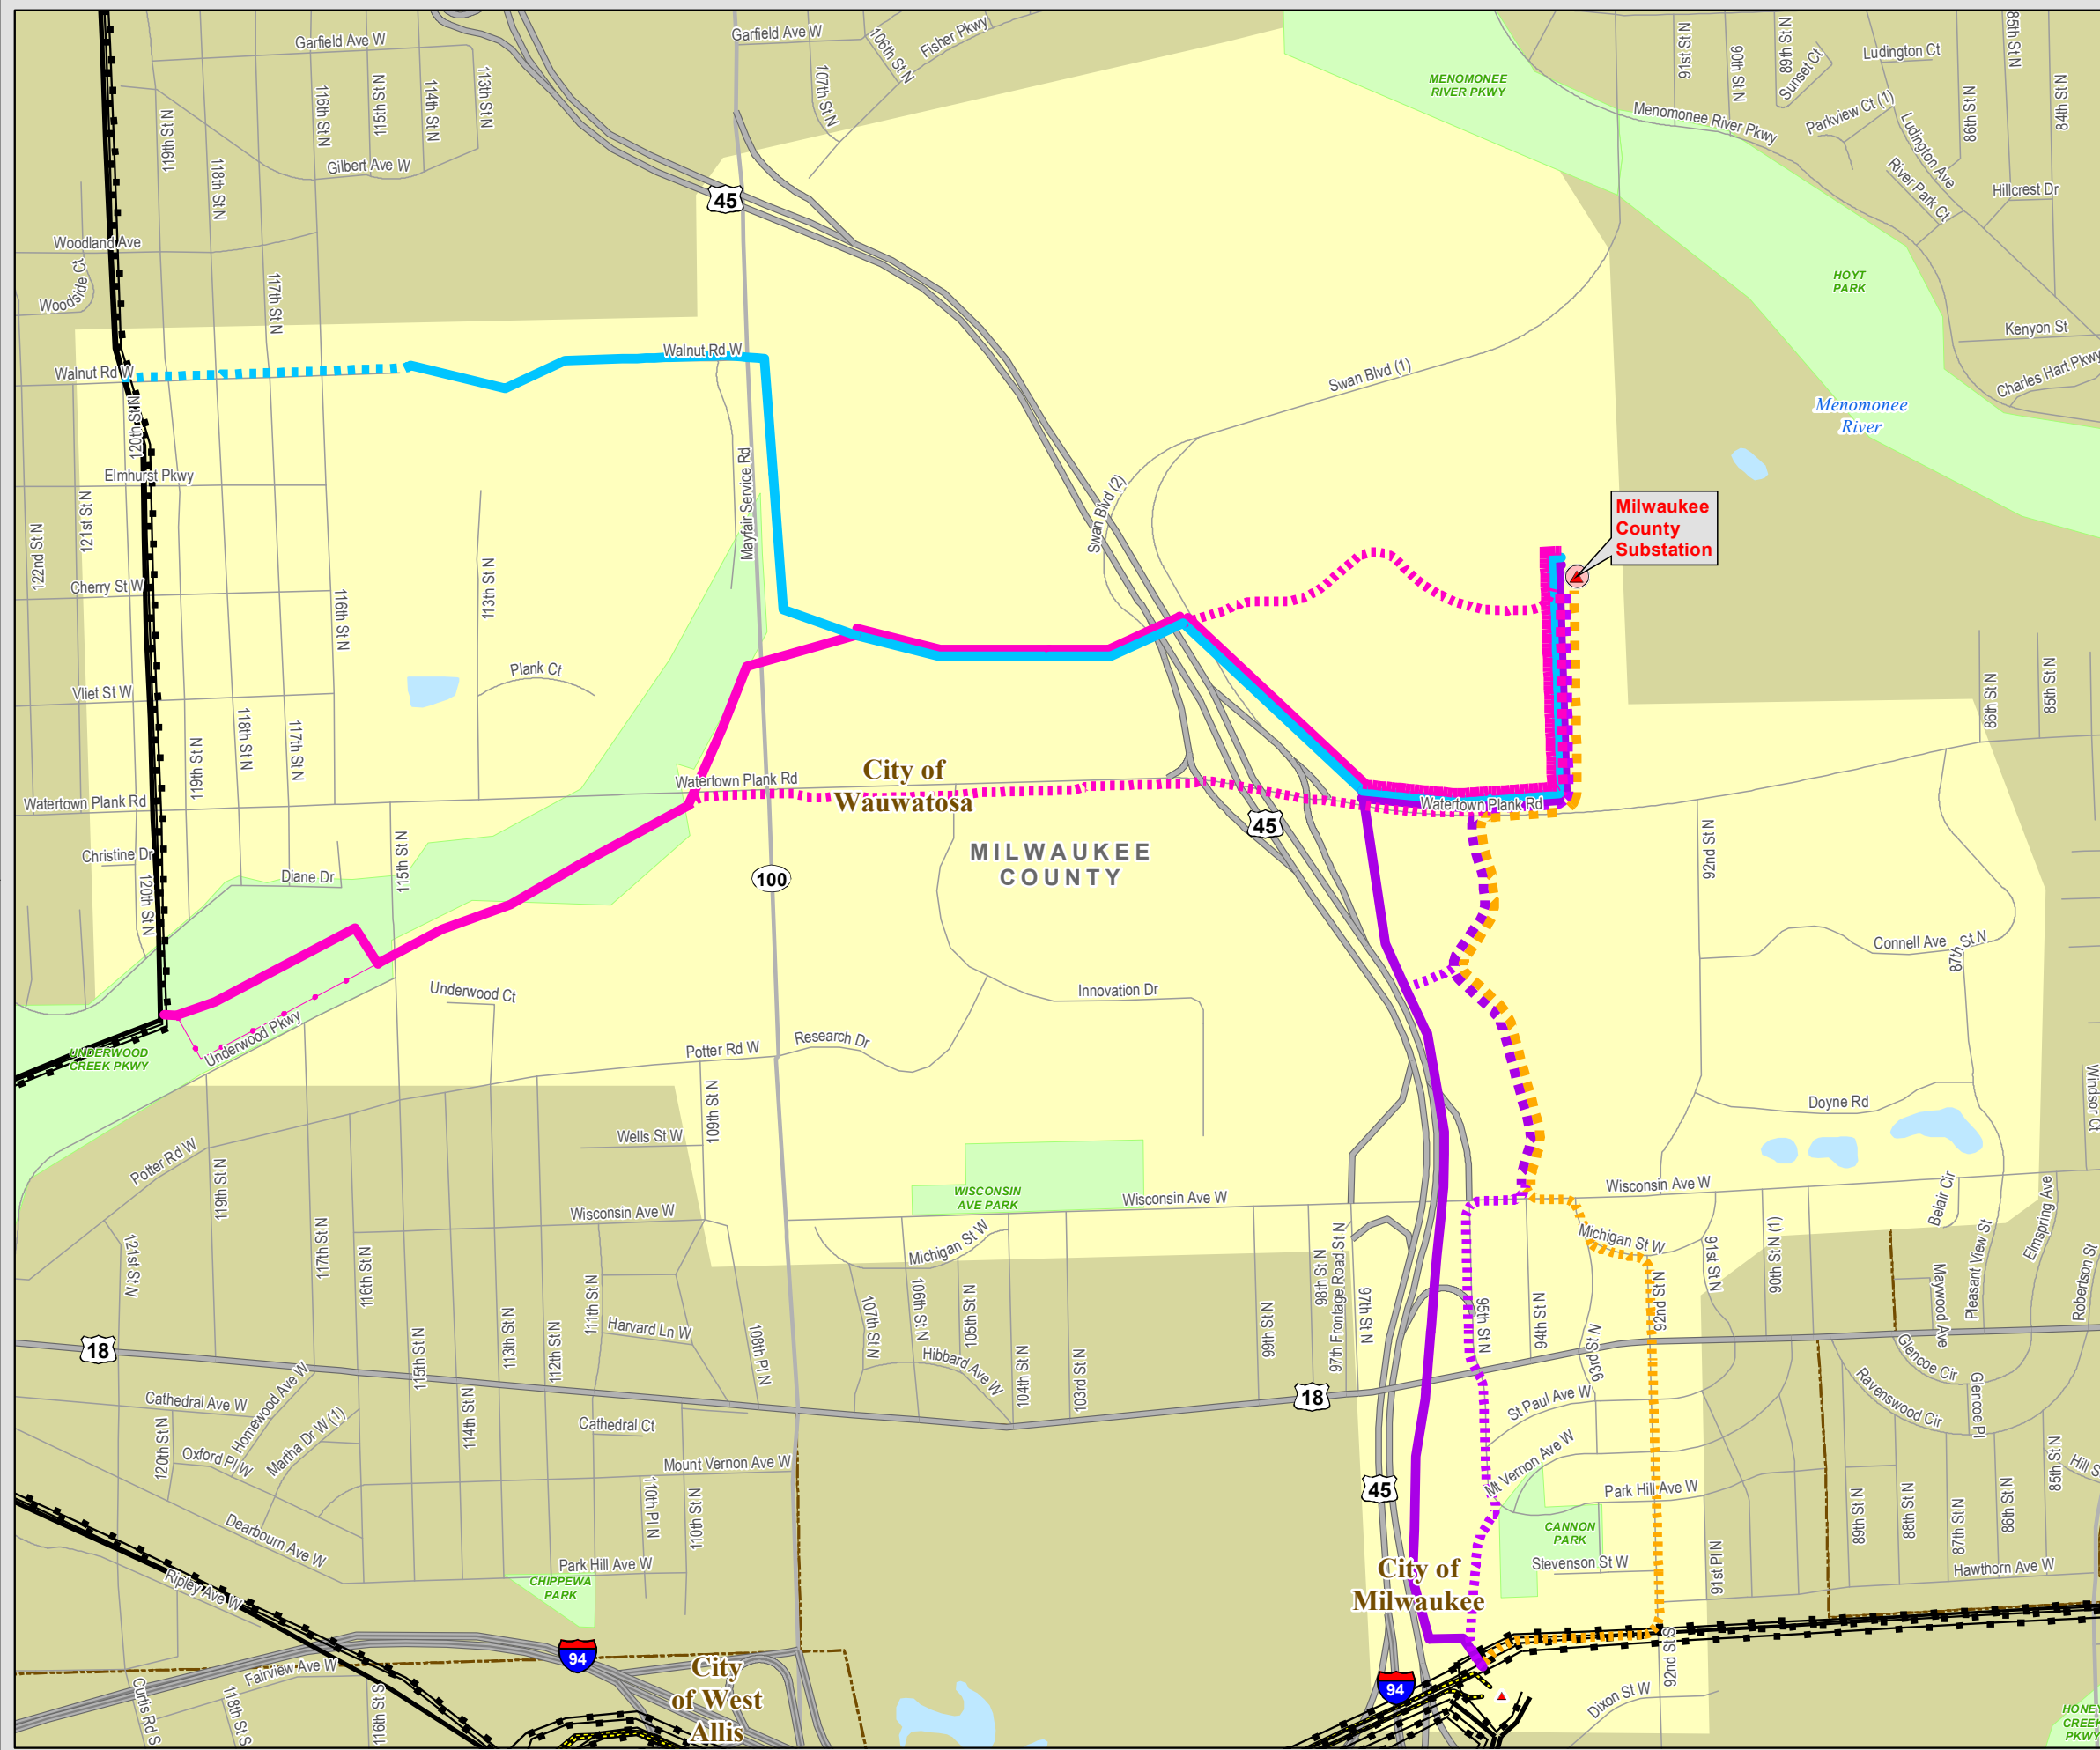 Garfield Ave W
Garfield Ave W
106th St N
Fisher Pkwy
107th St N
119th St N
118th St N
116th St N
115th St N
114th St N
113th St N
Gilbert Ave W
45
MENOMONEE
RIVER PKWY
91st St N
90th St N
89th St N
Sunset Ct
Ludington Ct
85th St N
86th St N
84th St N
Menomonee River Pkwy
Parkview Ct (1)
Ludington Ave
River Park Ct
Hillcrest Dr
Woodland Ave
Woodside Ct
117th St N
HOYT
PARK
Kenyon St
Charles Hart Pkwy
Menomonee
River
Walnut Rd W
Walnut Rd W
Swan Blvd (1)
Swan Blvd (2)
120th St N
Mayfair Service Rd
Elmhurst Pkwy
121st St N
122nd St N
Cherry St W
116th St N
113th St N
Milwaukee
County
Substation
Plank Ct
Vliet St W
118th St N
117th St N
119th St N
86th St N
85th St N
Watertown Plank Rd
Watertown Plank Rd
City of
Wauwatosa
Watertown Plank Rd
45
MILWAUKEE
COUNTY
100
Christine Dr
120th St N
Diane Dr
115th St N
92nd St N
Connell Ave
87th St N
Underwood Ct
Innovation Dr
Underwood Pkwy
UNDERWOOD
CREEK PKWY
Potter Rd W
Research Dr
109th St N
Windsor Ct
Doyne Rd
Wells St W
Potter Rd W
119th St N
WISCONSIN
AVE PARK
Wisconsin Ave W
Wisconsin Ave W
Wisconsin Ave W
Michigan St W
Michigan St W
Belair Cir
Elmspring Ave
121st St N
117th St N
116th St N
111th St N
107th St N
106th St N
105th St N
99th St N
98th St N
97th Frontage Road St N
97th St N
95th St N
94th St N
93rd St W
92nd St N
91st St N
90th St N (1)
Maywood Ave
Pleasant View St
Robertson St
18
115th St N
113th St N
112th St N
Harvard Ln W
108th Pl N
Hibbard Ave W
104th St N
103rd St N
18
Glencoe Cir
Glencoe Pl
Ravenswood Cir
Cathedral Ave W
Homewood Ave W
Martha Dr W (1)
Oxford Pl W
120th St N
114th St N
Cathedral Ct
Mount Vernon Ave W
St Paul Ave W
Mt Vernon Ave W
Park Hill Ave W
45
110th Pl N
110th St N
89th St N
88th St N
87th St N
86th St N
85th St N
Dearbourn Ave W
Ripley Ave W
Park Hill Ave W
CHIPPEWA
PARK
CANNON
PARK
Stevenson St W
91st Pl N
Hawthorn Ave W
City of
Milwaukee
94
Fairview Ave W
Curtis Rd S
118th St S
116th St S
City
of West
Allis
94
92nd St S
Dixon St W